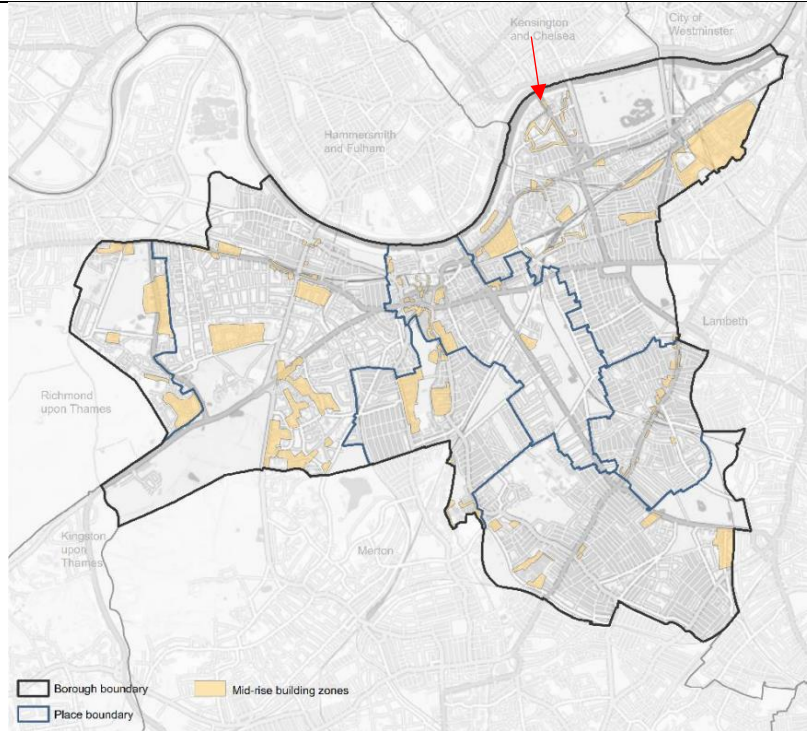 Kensington
and Chelsea
City of
Westminster
Hammersmith
and Fulham
Lambeth
Richmond
upon Thames
Kingston
upon
Thames
Merton
Borough boundary
Mid-rise building zones
Place boundary